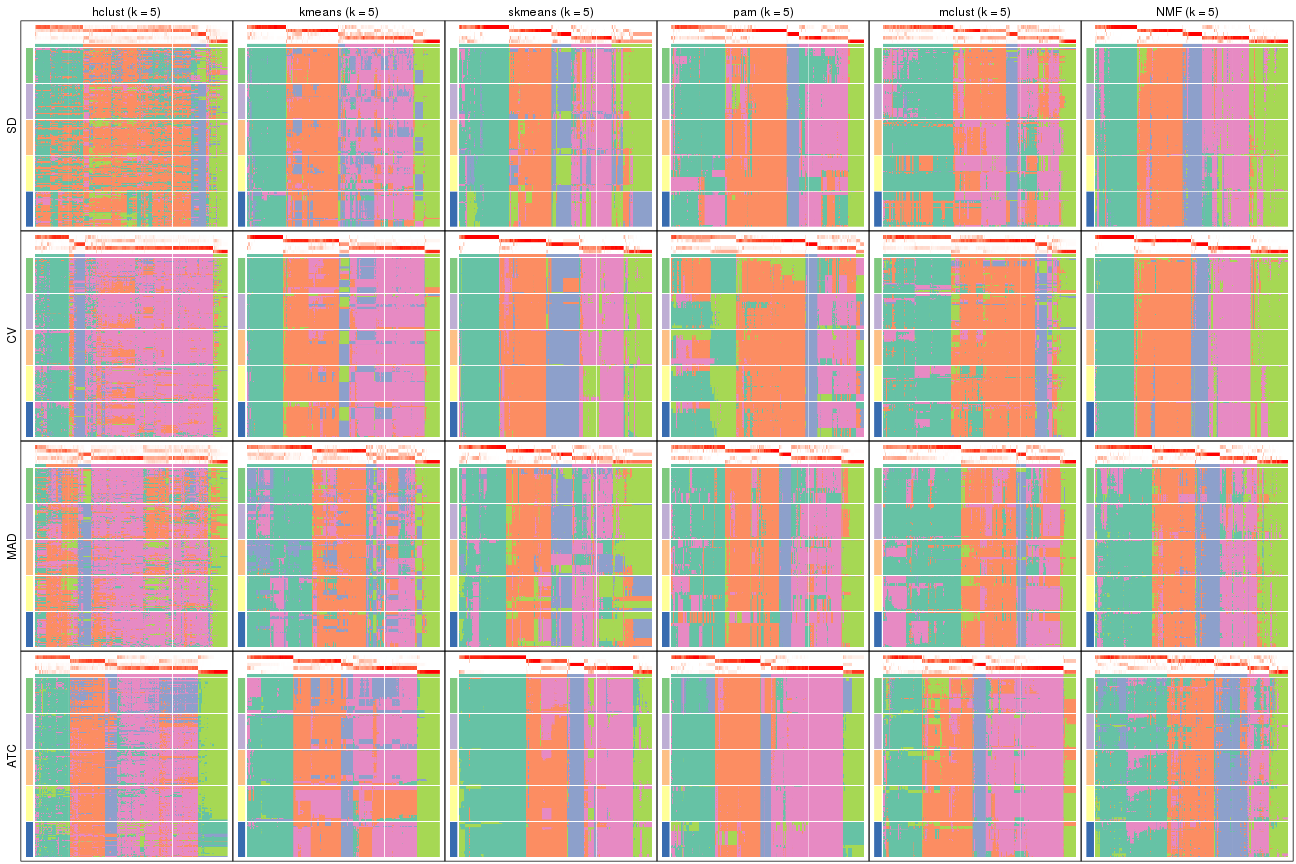 hclust (k = 5) kmeans (k = 5) skmeans (k = 5) pam (k = 5) mclust (k = 5) NMF (k = 5)
SD
CV
MAD
ATC